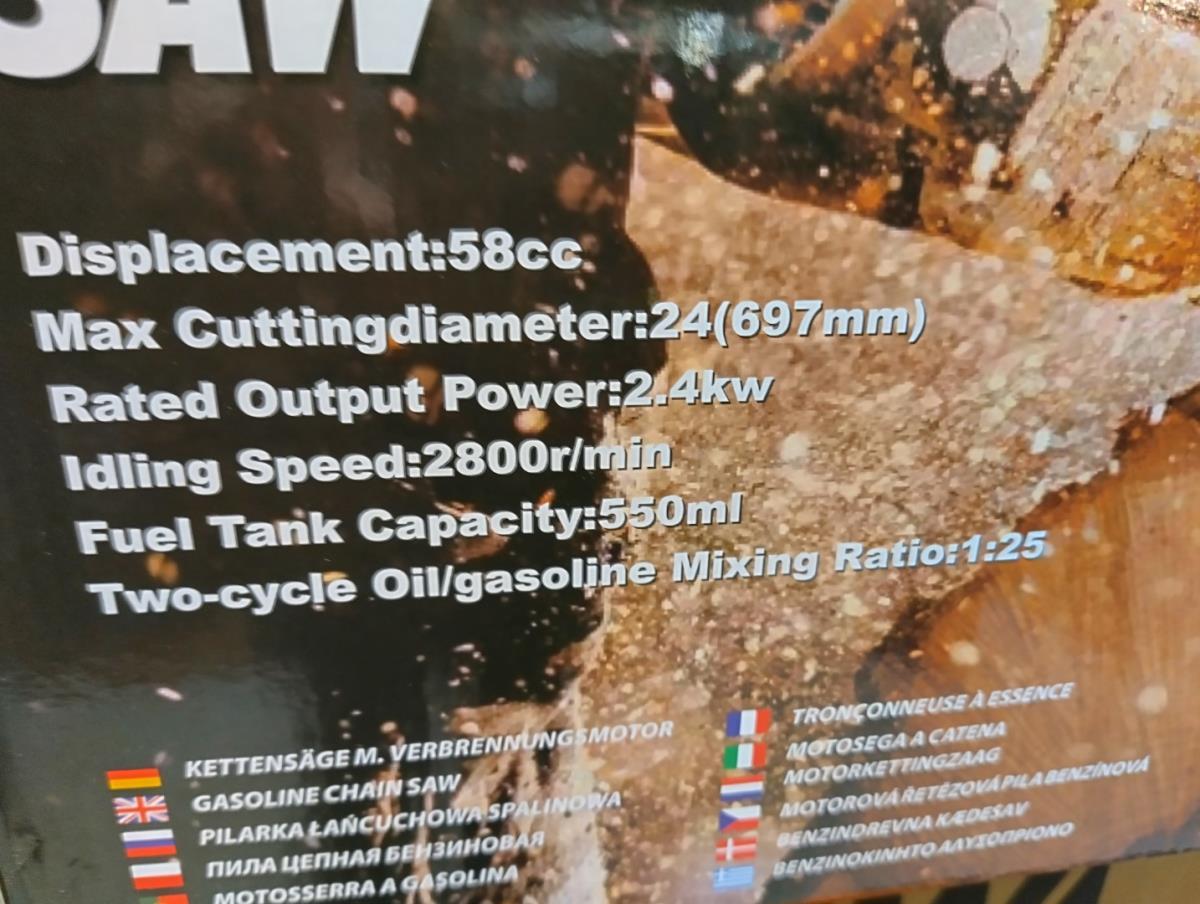 SAW
Displacement:58cc
Max Cuttingdiameter:24(697mm)
Rated Output Power:2.4kw
Idling Speed:2800r/min
Fuel Tank Capacity:550ml
Two-cycle Oil/gasoline Mixing Ratio:1:25
KETTENSÄGE M. VERBRENNUNGSMOTOR
GASOLINE CHAIN SAW
PILARKA ŁAŃCUCHOWA SPALINOWA
ПИЛА ЦЕПНАЯ БЕНЗИНОВАЯ
MOTOSSERRA A GASOLINA
TRONÇONNEUSE À ESSENCE
MOTOSEGA A CATENA
MOTORKETTINGZAAG
MOTOROVÁ ŘETĚZOVÁ PILA BENZÍNOVÁ
BENZINDREVNA KÆDESAV
BENZINOKINHTO ΑΛΥΣΟΠΡΙΟΝΟ